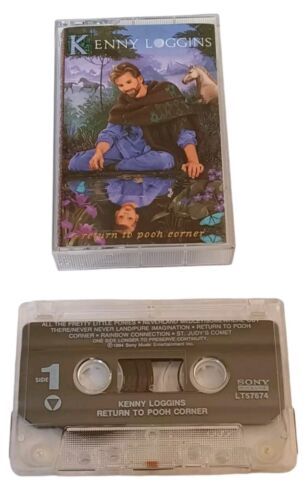 KENNY LOGGINS
return to pooh corner
ALL THE PRETTY LITTLE PONIES • NEVERLAND MEDLEY
THERE/NEVER NEVER LAND/PURE IMAGINATION • RETURN TO POOH
CORNER • RAINBOW CONNECTION • ST. JUDY'S COMET
ONE SIDE LONGER TO PRESERVE CONTINUITY.
© 1994 Sony Music Entertainment Inc.
SIDE 1
SONY
LT57674
KENNY LOGGINS
RETURN TO POOH CORNER